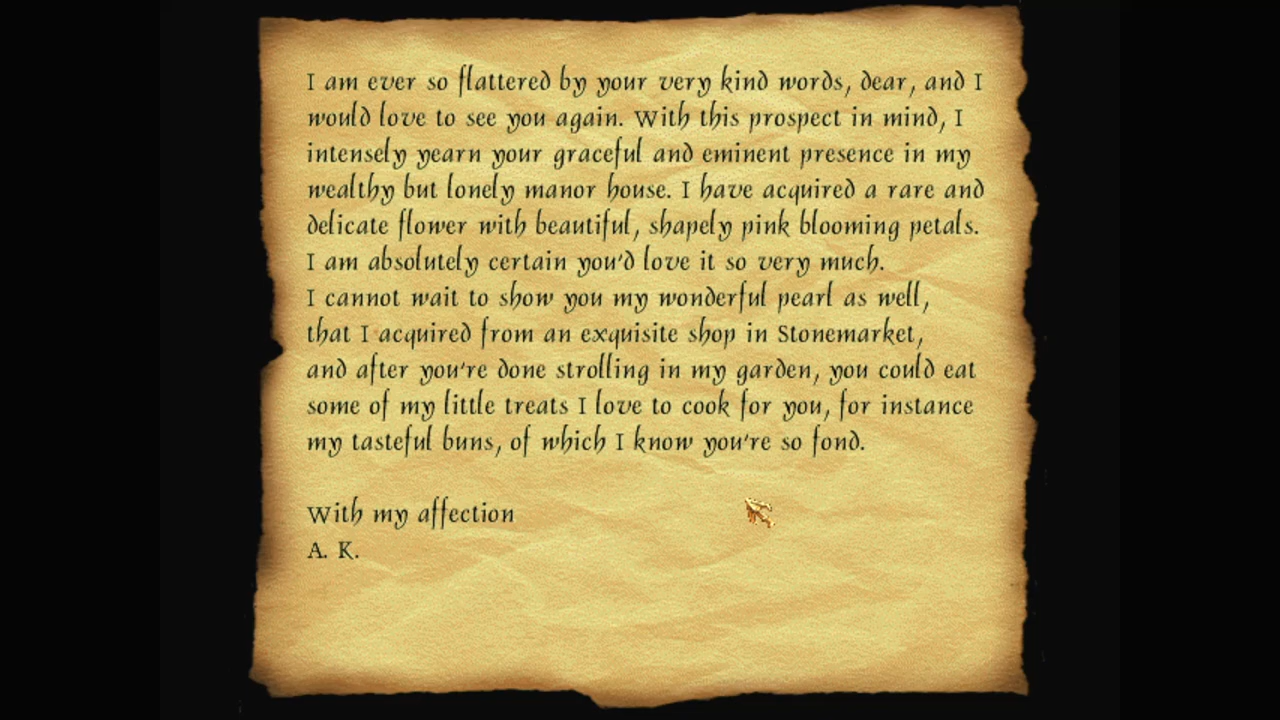 I am ever so flattered by your very kind words, dear, and I
would love to see you again. With this prospect in mind, I
intensely yearn your graceful and eminent presence in my
wealthy but lonely manor house. I have acquired a rare and
delicate flower with beautiful, shapely pink blooming petals.
I am absolutely certain you'd love it so very much.
I cannot wait to show you my wonderful pearl as well,
that I acquired from an exquisite shop in Stonemarket,
and after you're done strolling in my garden, you could eat
some of my little treats I love to cook for you, for instance
my tasteful buns, of which I know you're so fond.
With my affection
A. K.